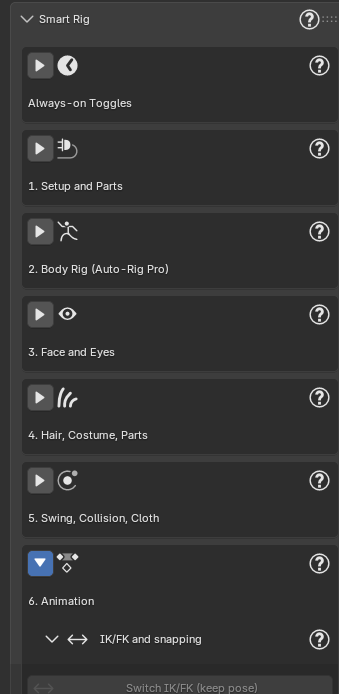 Smart Rig
Always-on Toggles
1. Setup and Parts
2. Body Rig (Auto-Rig Pro)
3. Face and Eyes
4. Hair, Costume, Parts
5. Swing, Collision, Cloth
6. Animation
IK/FK and snapping
Switch IK/FK (keep pose)